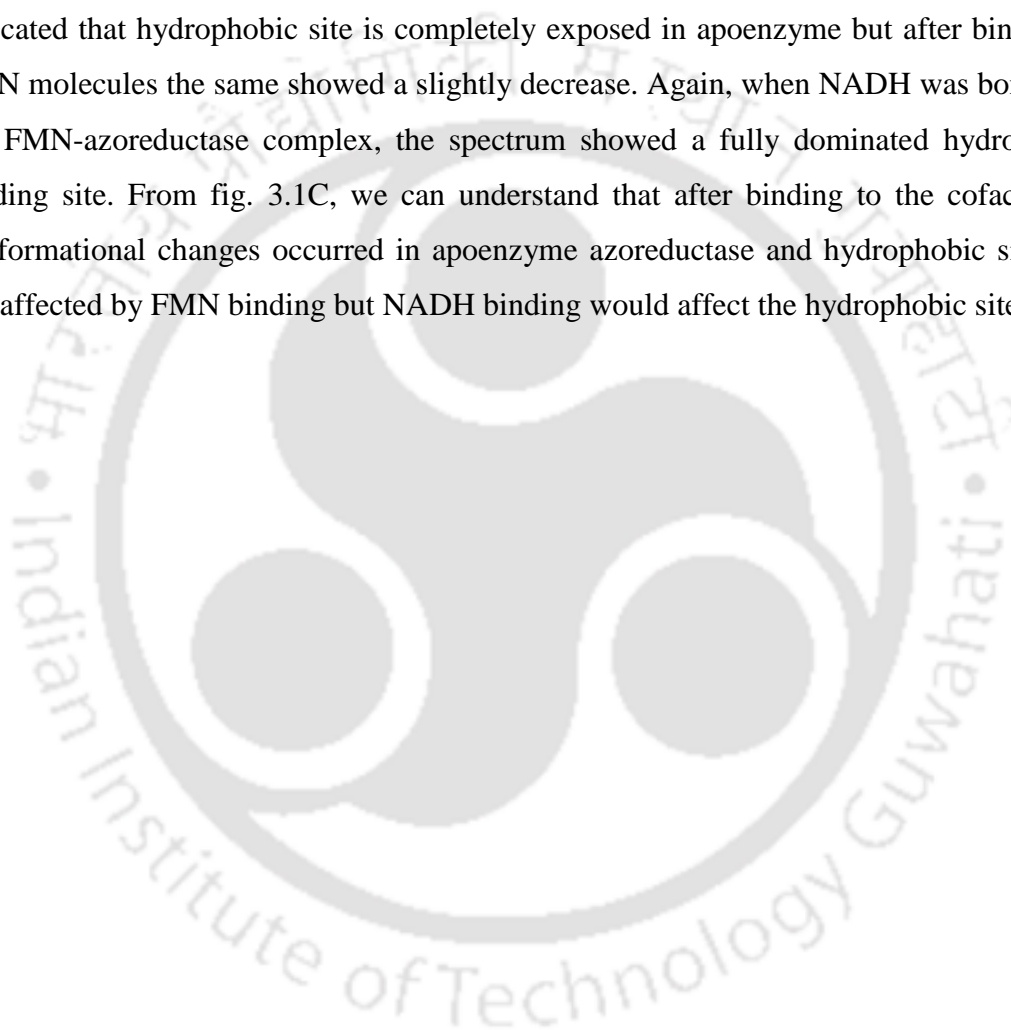 cated that hydrophobic site is completely exposed in apoenzyme but after bin
N molecules the same showed a slightly decrease. Again, when NADH was bo
FMN-azoreductase complex, the spectrum showed a fully dominated hydro
ding site. From fig. 3.1C, we can understand that after binding to the cofac
formational changes occurred in apoenzyme azoreductase and hydrophobic si
affected by FMN binding but NADH binding would affect the hydrophobic site
Indian Institute of Technology Guwahati